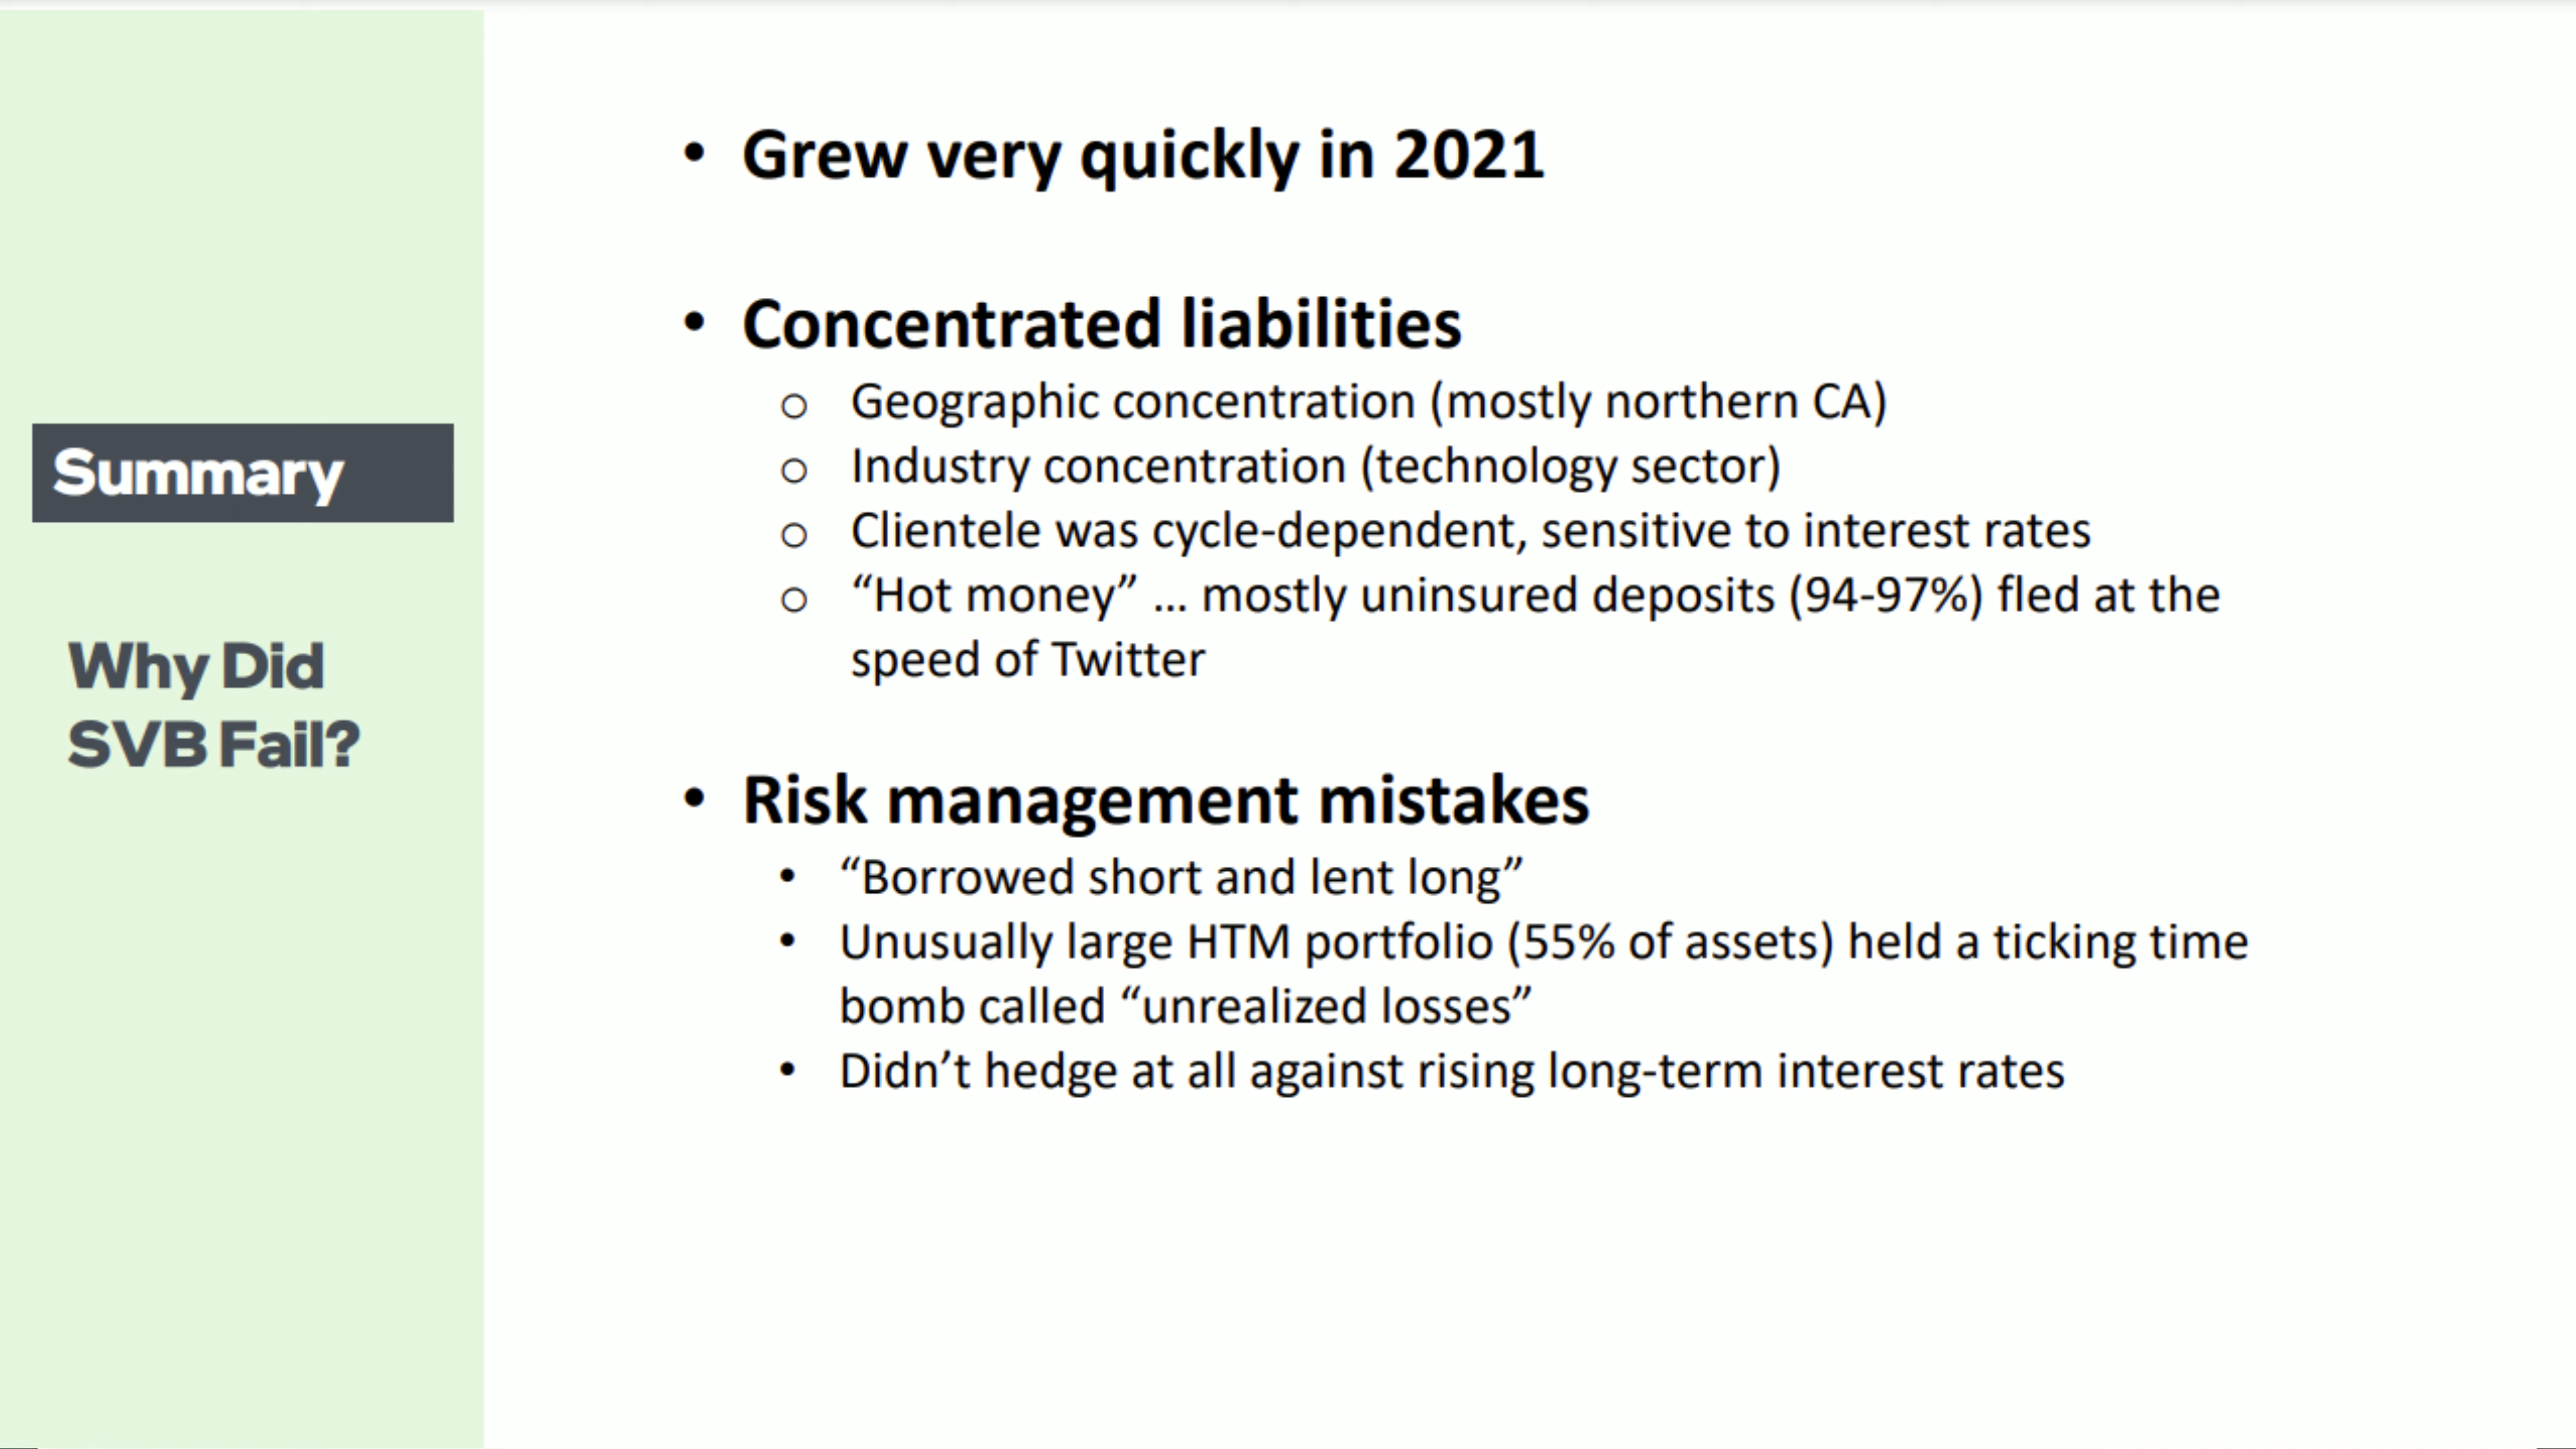 Summary
Why Did
SVB Fail?
• Grew very quickly in 2021
• Concentrated liabilities
o Geographic concentration (mostly northern CA)
o Industry concentration (technology sector)
o Clientele was cycle-dependent, sensitive to interest rates
o “Hot money” … mostly uninsured deposits (94-97%) fled at the
speed of Twitter
• Risk management mistakes
• “Borrowed short and lent long”
• Unusually large HTM portfolio (55% of assets) held a ticking time
bomb called “unrealized losses”
• Didn’t hedge at all against rising long-term interest rates